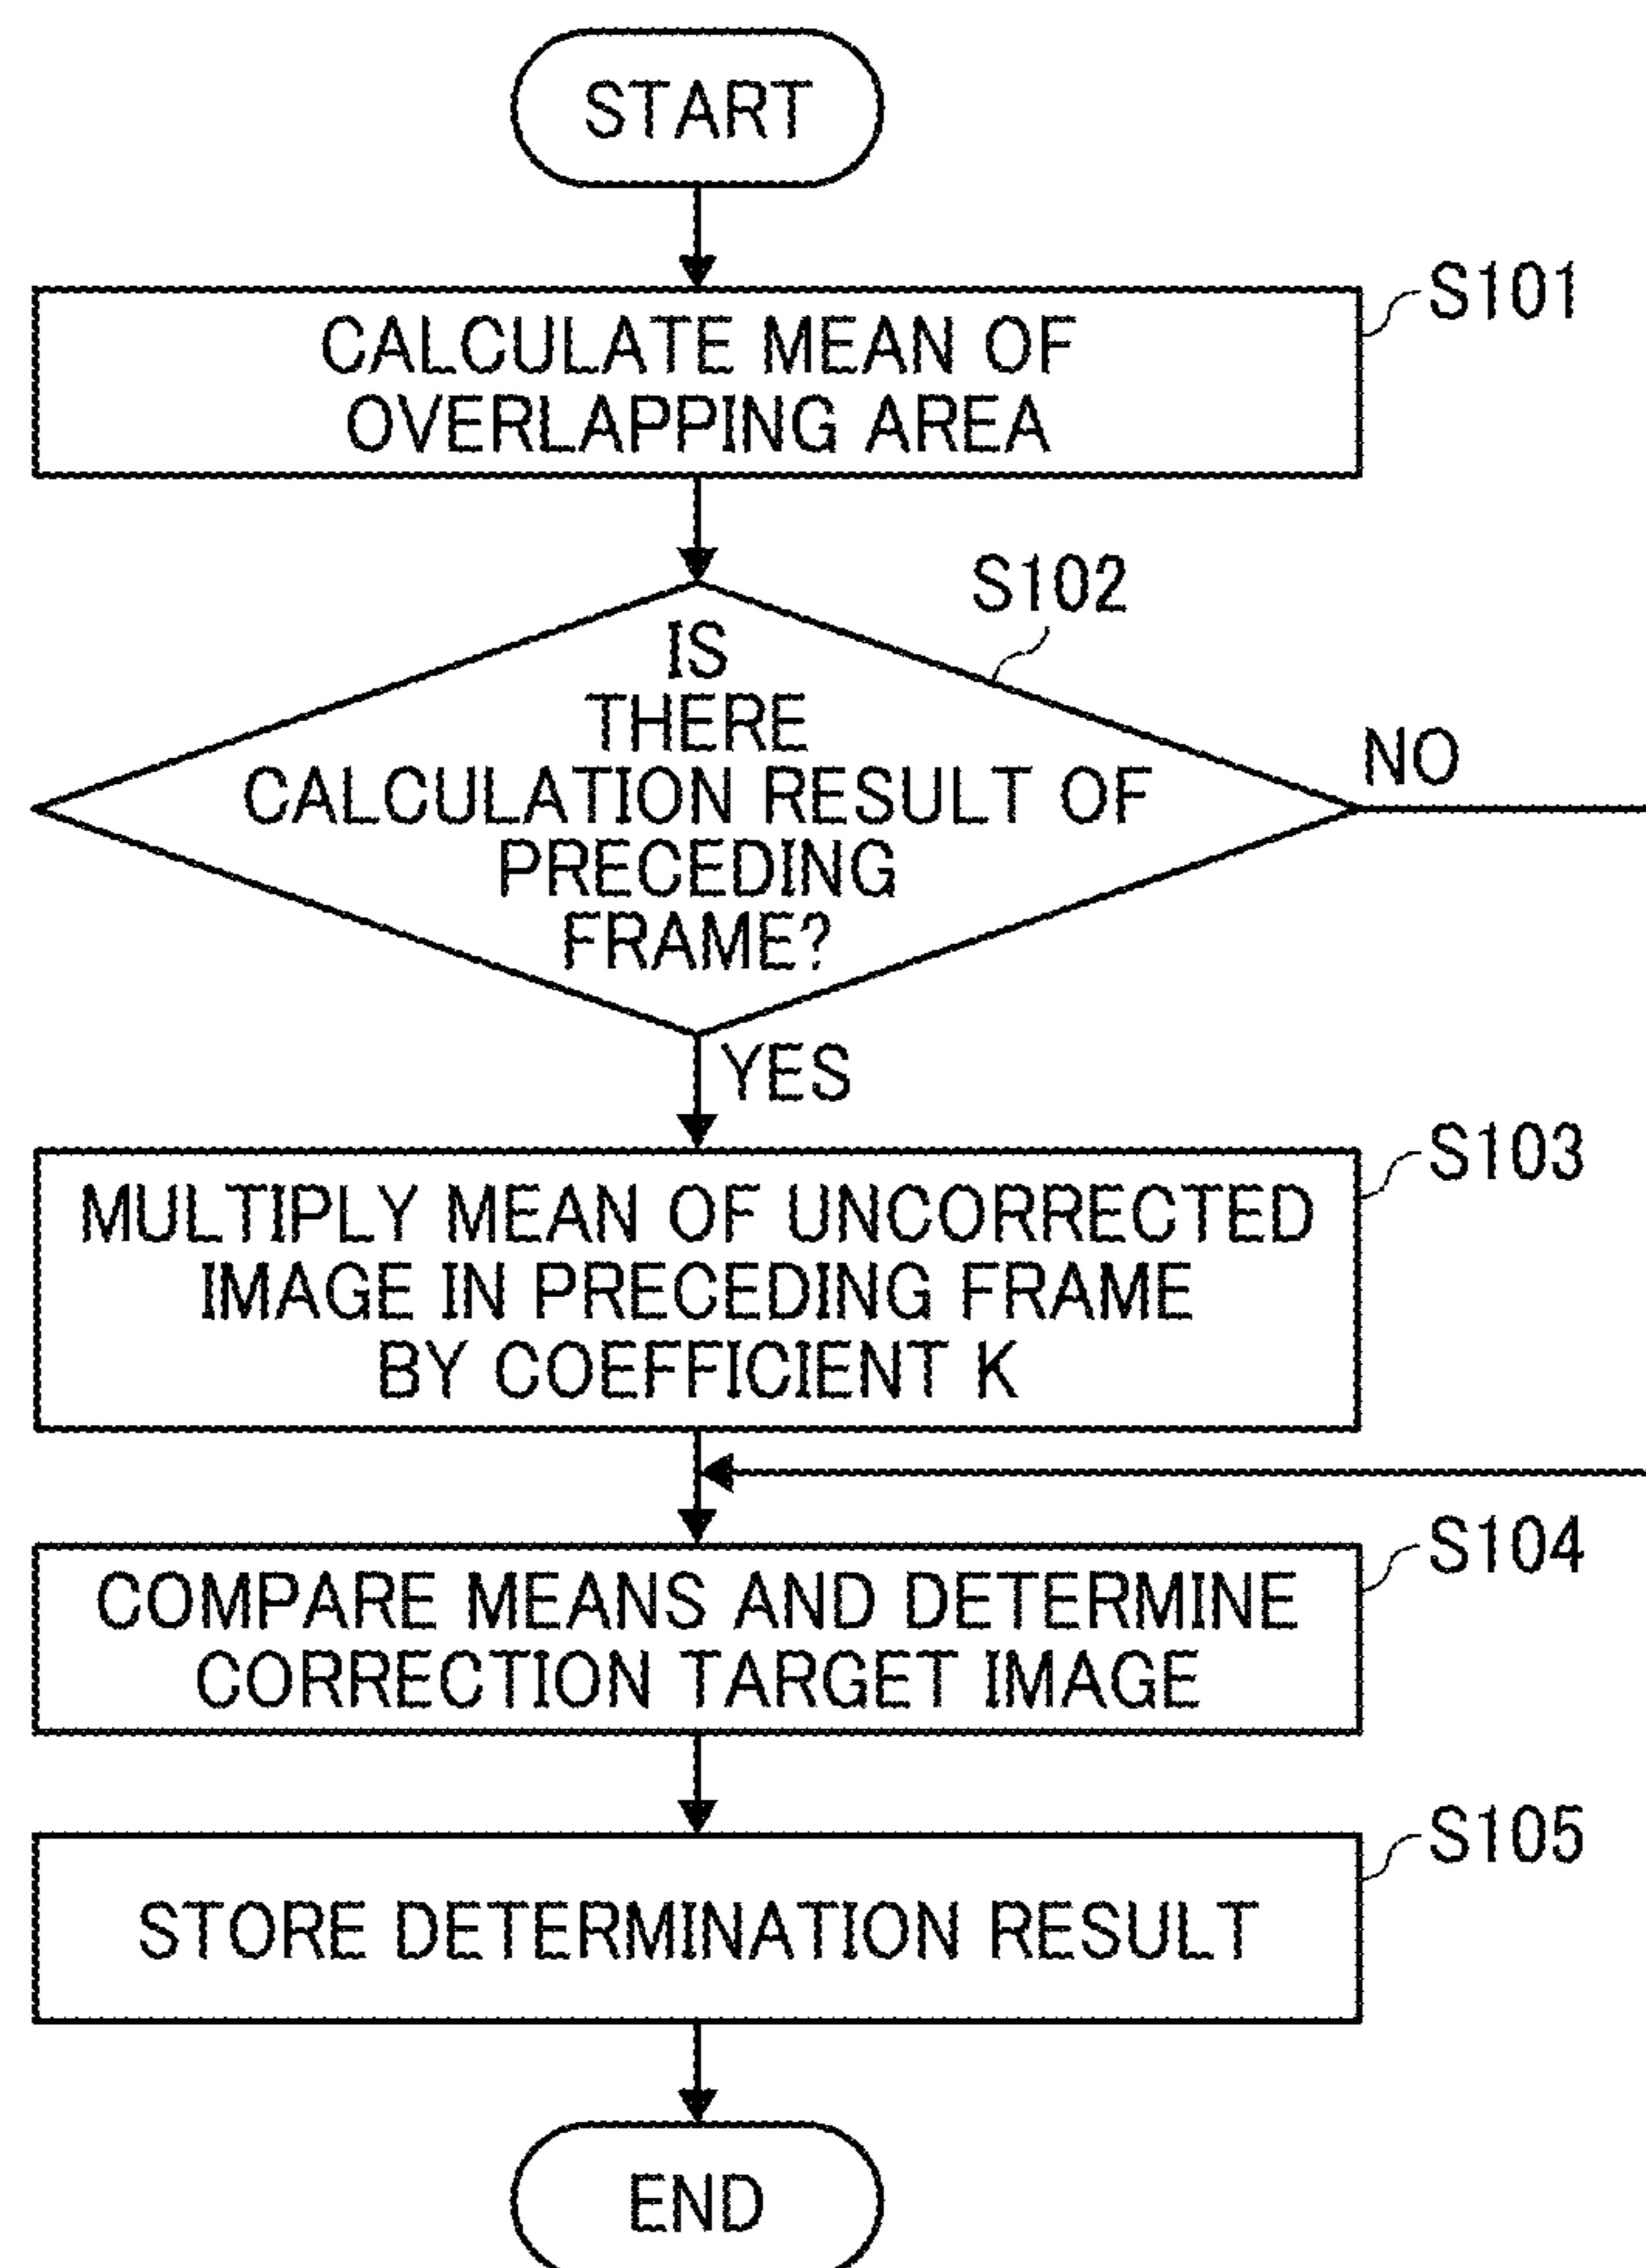 START
S101
CALCULATE MEAN OF
OVERLAPPING AREA
S102
IS
THERE
CALCULATION RESULT OF
PRECEDING
FRAME?
NO
YES
S103
MULTIPLY MEAN OF UNCORRECTED
IMAGE IN PRECEDING FRAME
BY COEFFICIENT K
S104
COMPARE MEANS AND DETERMINE
CORRECTION TARGET IMAGE
S105
STORE DETERMINATION RESULT
END